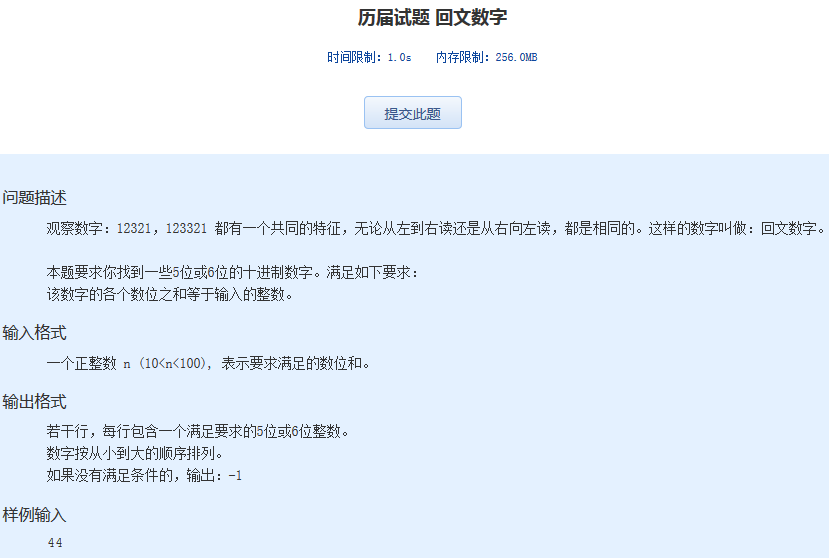 历届试题 回文数字
时间限制：1.0s 内存限制：256.0MB
提交此题
问题描述
观察数字：12321，123321 都有一个共同的特征，无论从左到右读还是从右向左读，都是相同的。这样的数字叫做：回文数字。
本题要求你找到一些5位或6位的十进制数字。满足如下要求：
该数字的各个数位之和等于输入的整数。
输入格式
一个正整数 n (10<n<100), 表示要求满足的数位和。
输出格式
若干行，每行包含一个满足要求的5位或6位整数。
数字按从小到大的顺序排列。
如果没有满足条件的，输出：-1
样例输入
44